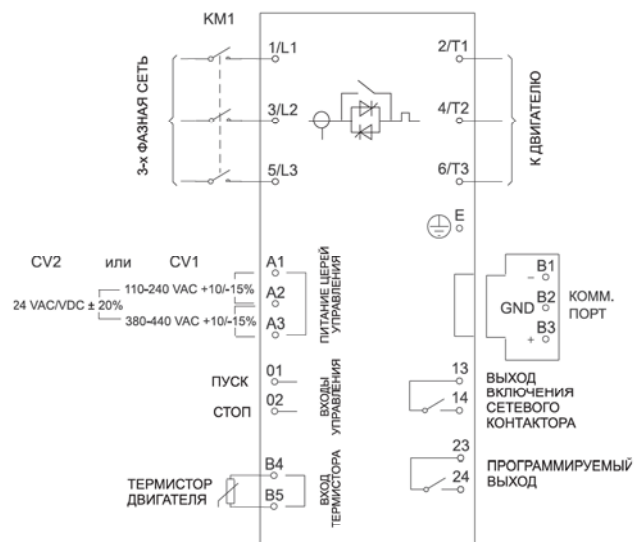 KM1
1/L1
2/T1
3-х ФАЗНАЯ СЕТЬ
3/L2
4/T2
К ДВИГАТЕЛЮ
5/L3
6/T3
E
CV2 или CV1
A1
110-240 VAC +10/-15%
A2
24 VAC/VDC ± 20%
380-440 VAC +10/-15%
A3
ПИТАНИЕ ЦЕРЕЙ
УПРАВЛЕНИЯ
B1
−
GND B2
B3
+
КОММ.
ПОРТ
ПУСК 01
СТОП 02
ВХОДЫ
УПРАВЛЕНИЯ
13
14
ВЫХОД
ВКЛЮЧЕНИЯ
СЕТЕВОГО
КОНТАКТОРА
ТЕРМИСТОР
ДВИГАТЕЛЯ
B4
B5
ВХОД
ТЕРМИСТОРА
23
24
ПРОГРАММИРУЕМЫЙ
ВЫХОД